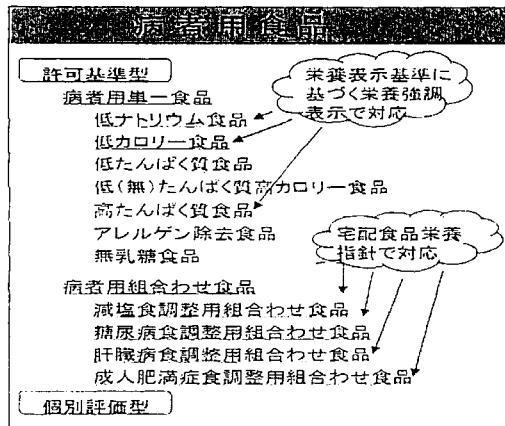 病者用食品
許可基準型
栄養表示基準に
基づく栄養強調
表示で対応
病者用単一食品
低ナトリウム食品
低カロリー食品
低たんぱく質食品
低(無)たんぱく質高カロリー食品
高たんぱく質食品
アレルゲン除去食品
無乳糖食品
宅配食品栄養
指針で対応
病者用組合わせ食品
減塩食調整用組合わせ食品
糖尿病食調整用組合わせ食品
肝臓病食調整用組合わせ食品
成人肥満症食調整用組合わせ食品
個別評価型